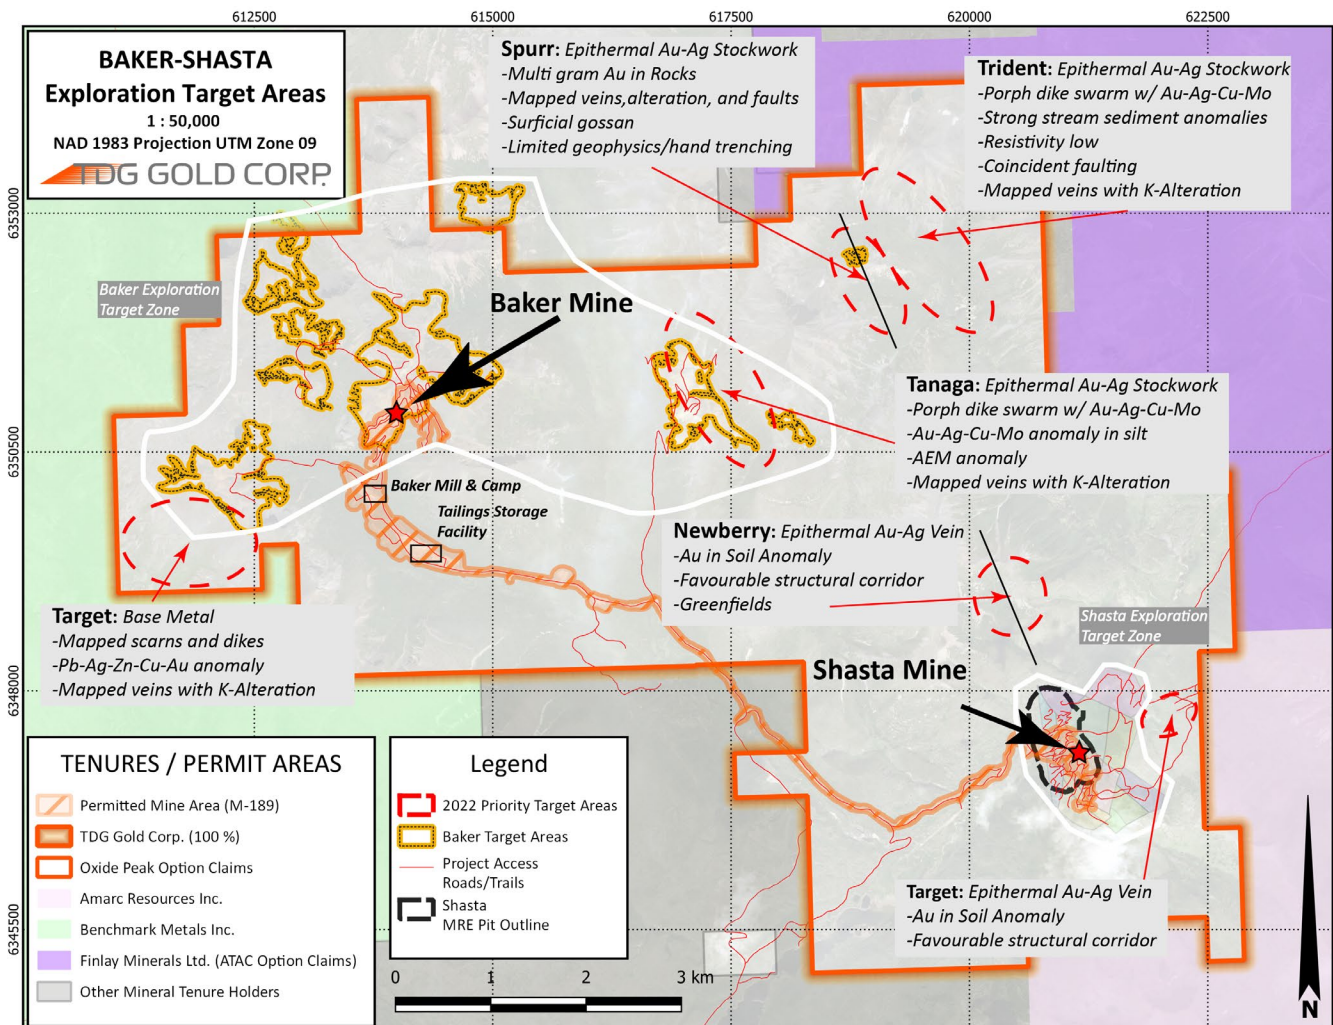 612500
615000
617500
620000
622500
BAKER-SHASTA
Exploration Target Areas
1 : 50,000
NAD 1983 Projection UTM Zone 09
TDG GOLD CORP.
Spurr: Epithermal Au-Ag Stockwork
-Multi gram Au in Rocks
-Mapped veins,alteration, and faults
-Surficial gossan
-Limited geophysics/hand trenching
Trident: Epithermal Au-Ag Stockwork
-Porph dike swarm w/ Au-Ag-Cu-Mo
-Strong stream sediment anomalies
-Resistivity low
-Coincident faulting
-Mapped veins with K-Alteration
6353000
Baker Exploration
Target Zone
Baker Mine
Tanaga: Epithermal Au-Ag Stockwork
-Porph dike swarm w/ Au-Ag-Cu-Mo
-Au-Ag-Cu-Mo anomaly in silt
-AEM anomaly
-Mapped veins with K-Alteration
6350500
Baker Mill & Camp
Tailings Storage
Facility
Newberry: Epithermal Au-Ag Vein
-Au in Soil Anomaly
-Favourable structural corridor
-Greenfields
Shasta Exploration
Target Zone
Target: Base Metal
-Mapped scarns and dikes
-Pb-Ag-Zn-Cu-Au anomaly
-Mapped veins with K-Alteration
Shasta Mine
6348000
TENURES / PERMIT AREAS
Permitted Mine Area (M-189)
TDG Gold Corp. (100 %)
Oxide Peak Option Claims
Amarc Resources Inc.
Benchmark Metals Inc.
Finlay Minerals Ltd. (ATAC Option Claims)
Other Mineral Tenure Holders
Legend
2022 Priority Target Areas
Baker Target Areas
Project Access
Roads/Trails
Shasta
MRE Pit Outline
Target: Epithermal Au-Ag Vein
-Au in Soil Anomaly
-Favourable structural corridor
6345500
0 1 2 3 km
N